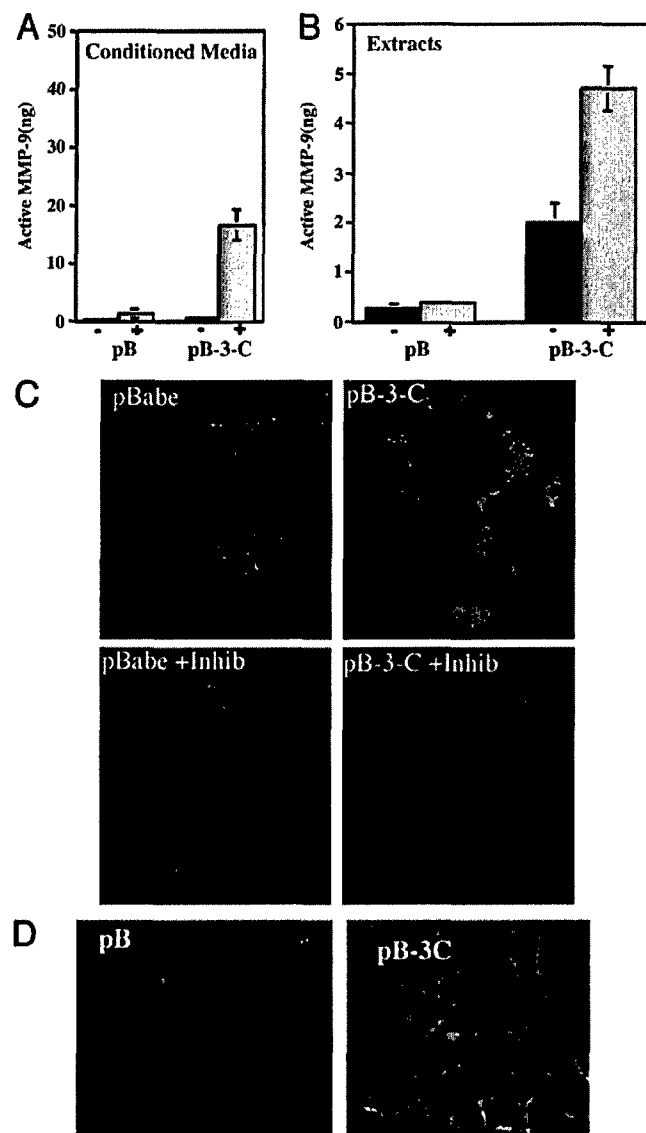 A
Conditioned Media
Active MMP-9(ng)
50
40
30
20
10
0
- + - +
pB pB-3-C
B
Extracts
Active MMP-9(ng)
6
5
4
3
2
1
0
- + - +
pB pB-3-C
C
pBabe
pB-3-C
pBabe +Inhib
pB-3-C +Inhib
D
pB
pB-3C